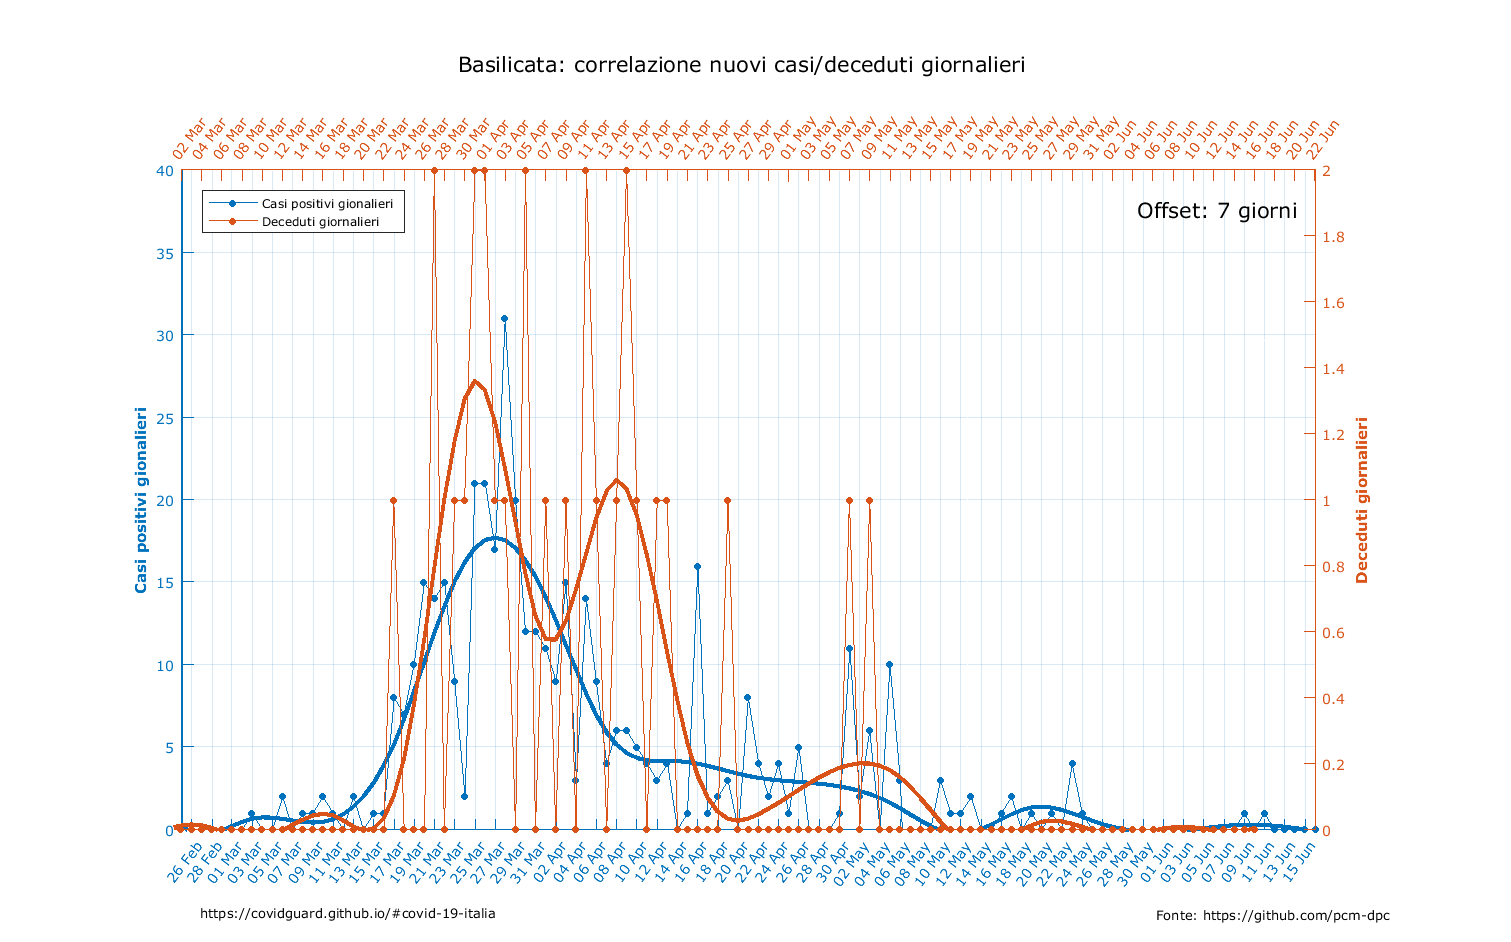 Basilicata: correlazione nuovi casi/deceduti giornalieri
02 Mar 04 Mar 06 Mar 08 Mar 10 Mar 12 Mar 14 Mar 16 Mar 18 Mar 20 Mar 22 Mar 24 Mar 26 Mar 28 Mar 30 Mar 01 Apr 03 Apr 05 Apr 07 Apr 09 Apr 11 Apr 13 Apr 15 Apr 17 Apr 19 Apr 21 Apr 23 Apr 25 Apr 27 Apr 29 Apr 01 May 03 May 05 May 07 May 09 May 11 May 13 May 15 May 17 May 19 May 21 May 23 May 25 May 27 May 29 May 31 May 02 Jun 04 Jun 06 Jun 08 Jun 10 Jun 12 Jun 14 Jun 16 Jun 18 Jun 20 Jun 22 Jun
Casi positivi gionalieri
Deceduti giornalieri
Offset: 7 giorni
40
35
30
25
20
15
10
5
0
Casi positivi gionalieri
2
1.8
1.6
1.4
1.2
1
0.8
0.6
0.4
0.2
0
Deceduti giornalieri
26 Feb 28 Feb 01 Mar 03 Mar 05 Mar 07 Mar 09 Mar 11 Mar 13 Mar 15 Mar 17 Mar 19 Mar 21 Mar 23 Mar 25 Mar 27 Mar 29 Mar 31 Mar 02 Apr 04 Apr 06 Apr 08 Apr 10 Apr 12 Apr 14 Apr 16 Apr 18 Apr 20 Apr 22 Apr 24 Apr 26 Apr 28 Apr 30 Apr 02 May 04 May 06 May 08 May 10 May 12 May 14 May 16 May 18 May 20 May 22 May 24 May 26 May 28 May 30 May 01 Jun 03 Jun 05 Jun 07 Jun 09 Jun 11 Jun 13 Jun 15 Jun
https://covidguard.github.io/#covid-19-italia
Fonte: https://github.com/pcm-dpc